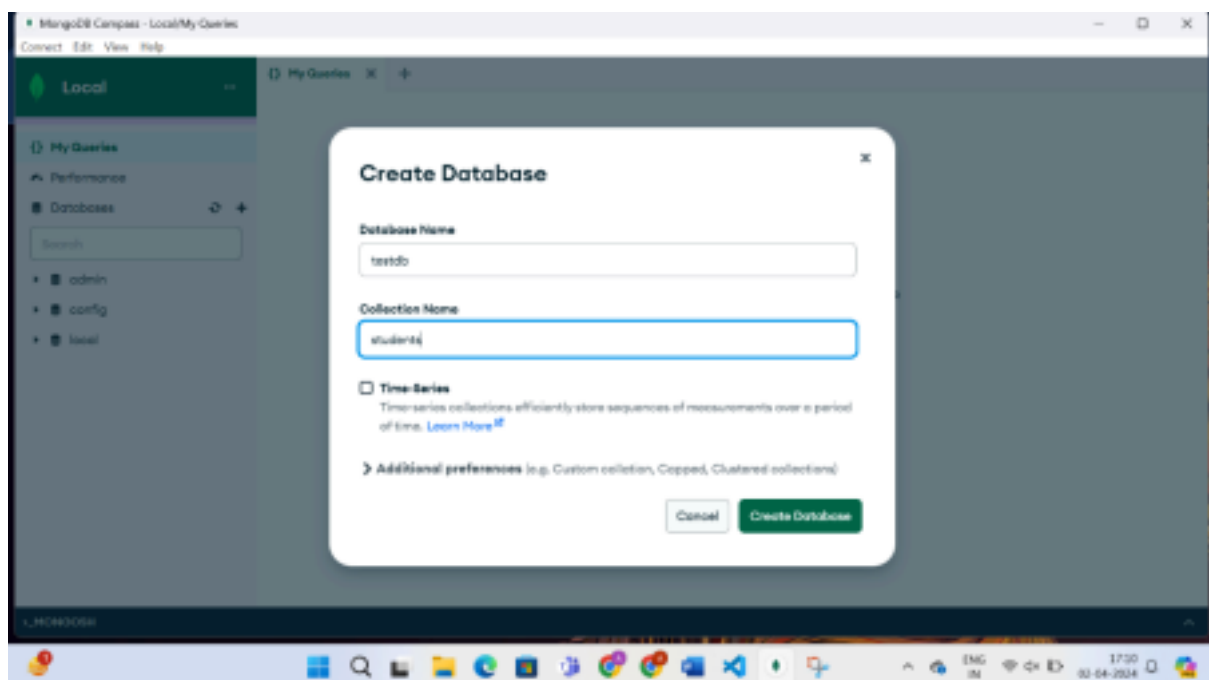 MongoDB Compass - Local/My Queries
Connect Edit View Help
Local
{} My Queries
My Queries
Performance
Databases
Search
admin
config
local
Create Database
Database Name
testdb
Collection Name
students
Time-Series
Time-series collections efficiently store sequences of measurements over a period
of time. Learn More
Additional preferences (e.g. Custom colletion, Capped, Clustered collections)
Cancel Create Database
>_MONGOSH
ENG
IN
17:10
02-04-2024